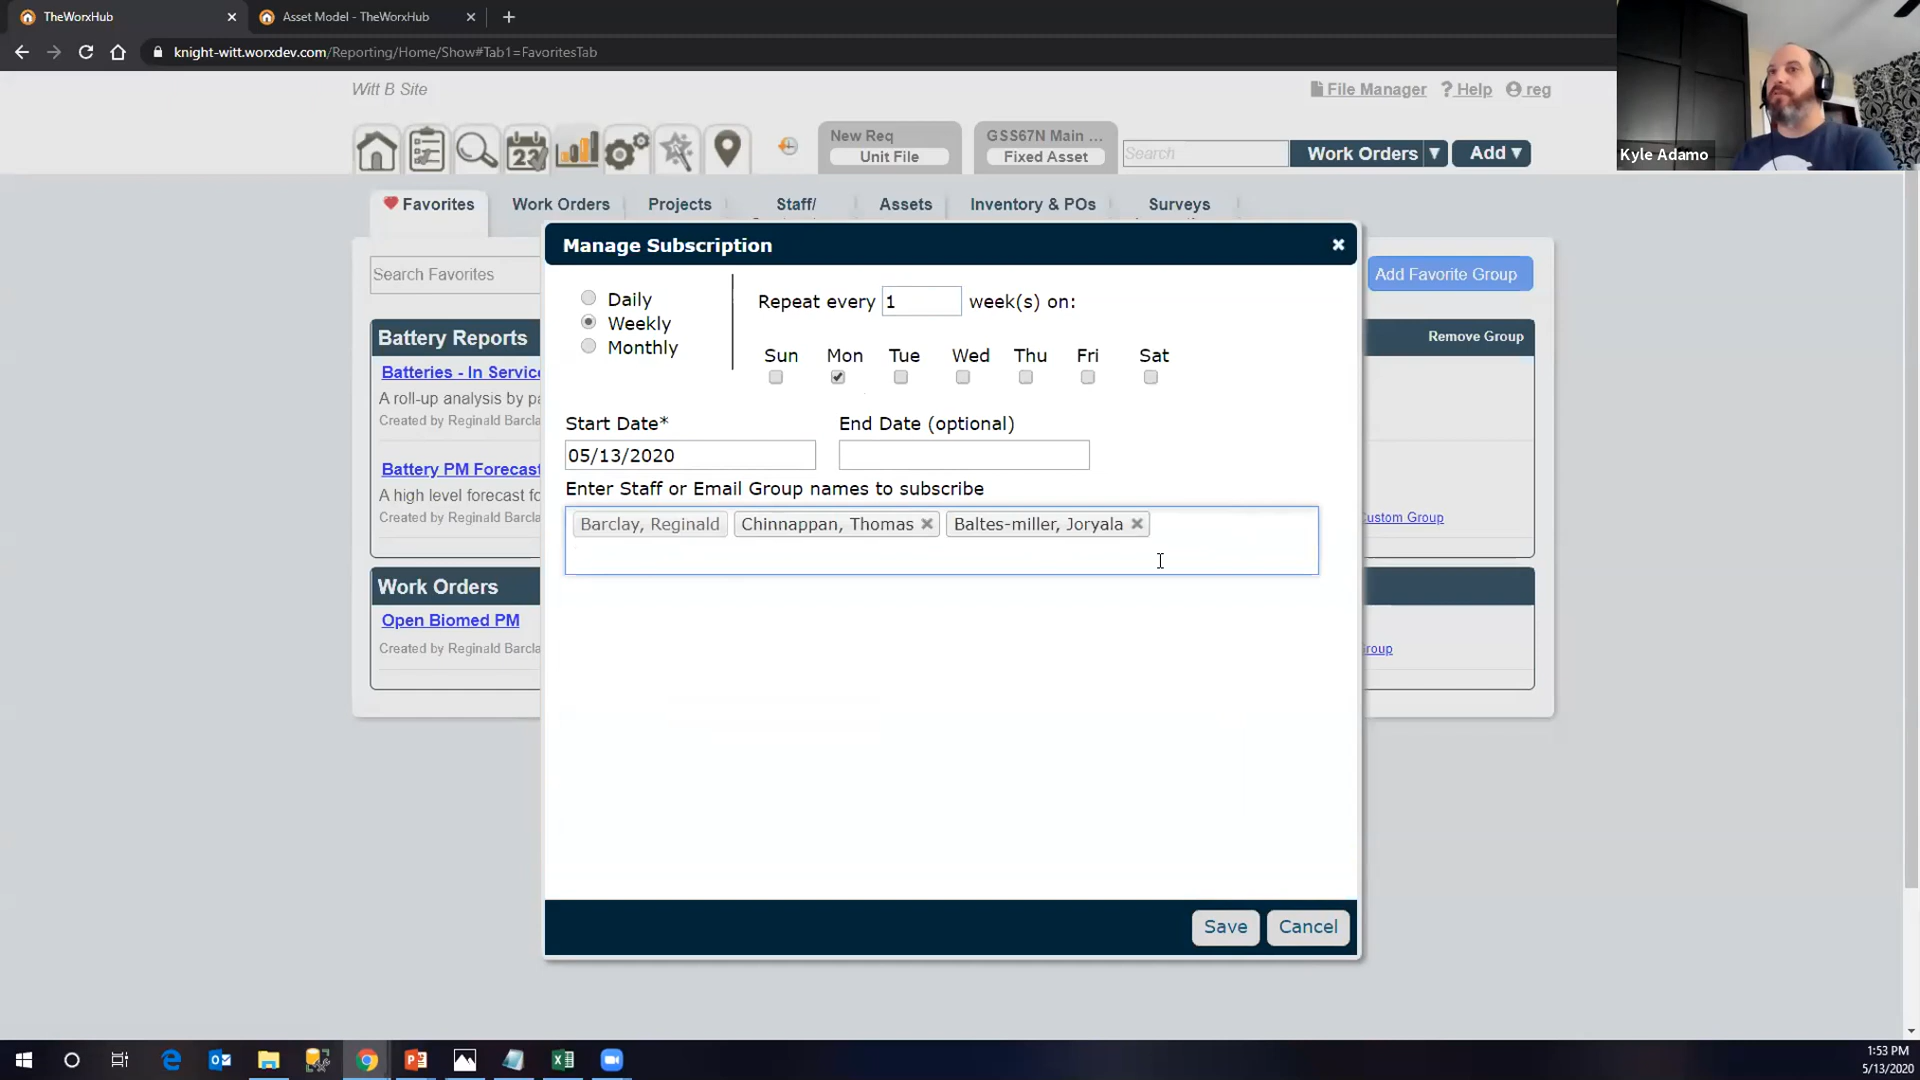 TheWorxHub
Asset Model - TheWorxHub
knight-witt.worxdev.com/Reporting/Home/Show#Tab1=FavoritesTab
Kyle Adamo
Witt B Site
File Manager
? Help
reg
23
New Req
Unit File
GSS67N Main ...
Fixed Asset
Search
Work Orders ▼
Add ▼
Favorites
Work Orders
Projects
Staff/
Assets
Inventory & POs
Surveys
Search Favorites
Add Favorite Group
Battery Reports
Remove Group
Batteries - In Servic
A roll-up analysis by p
Created by Reginald Barcla
Battery PM Forecas
A high level forecast fo
Created by Reginald Barcla
Custom Group
Work Orders
Open Biomed PM
Created by Reginald Barcla
roup
Manage Subscription
Daily
Weekly
Monthly
Repeat every 1 week(s) on:
Sun Mon Tue Wed Thu Fri Sat
Start Date* End Date (optional)
05/13/2020
Enter Staff or Email Group names to subscribe
Barclay, Reginald Chinnappan, Thomas Baltes-miller, Joryala
Save Cancel
1:53 PM
5/13/2020